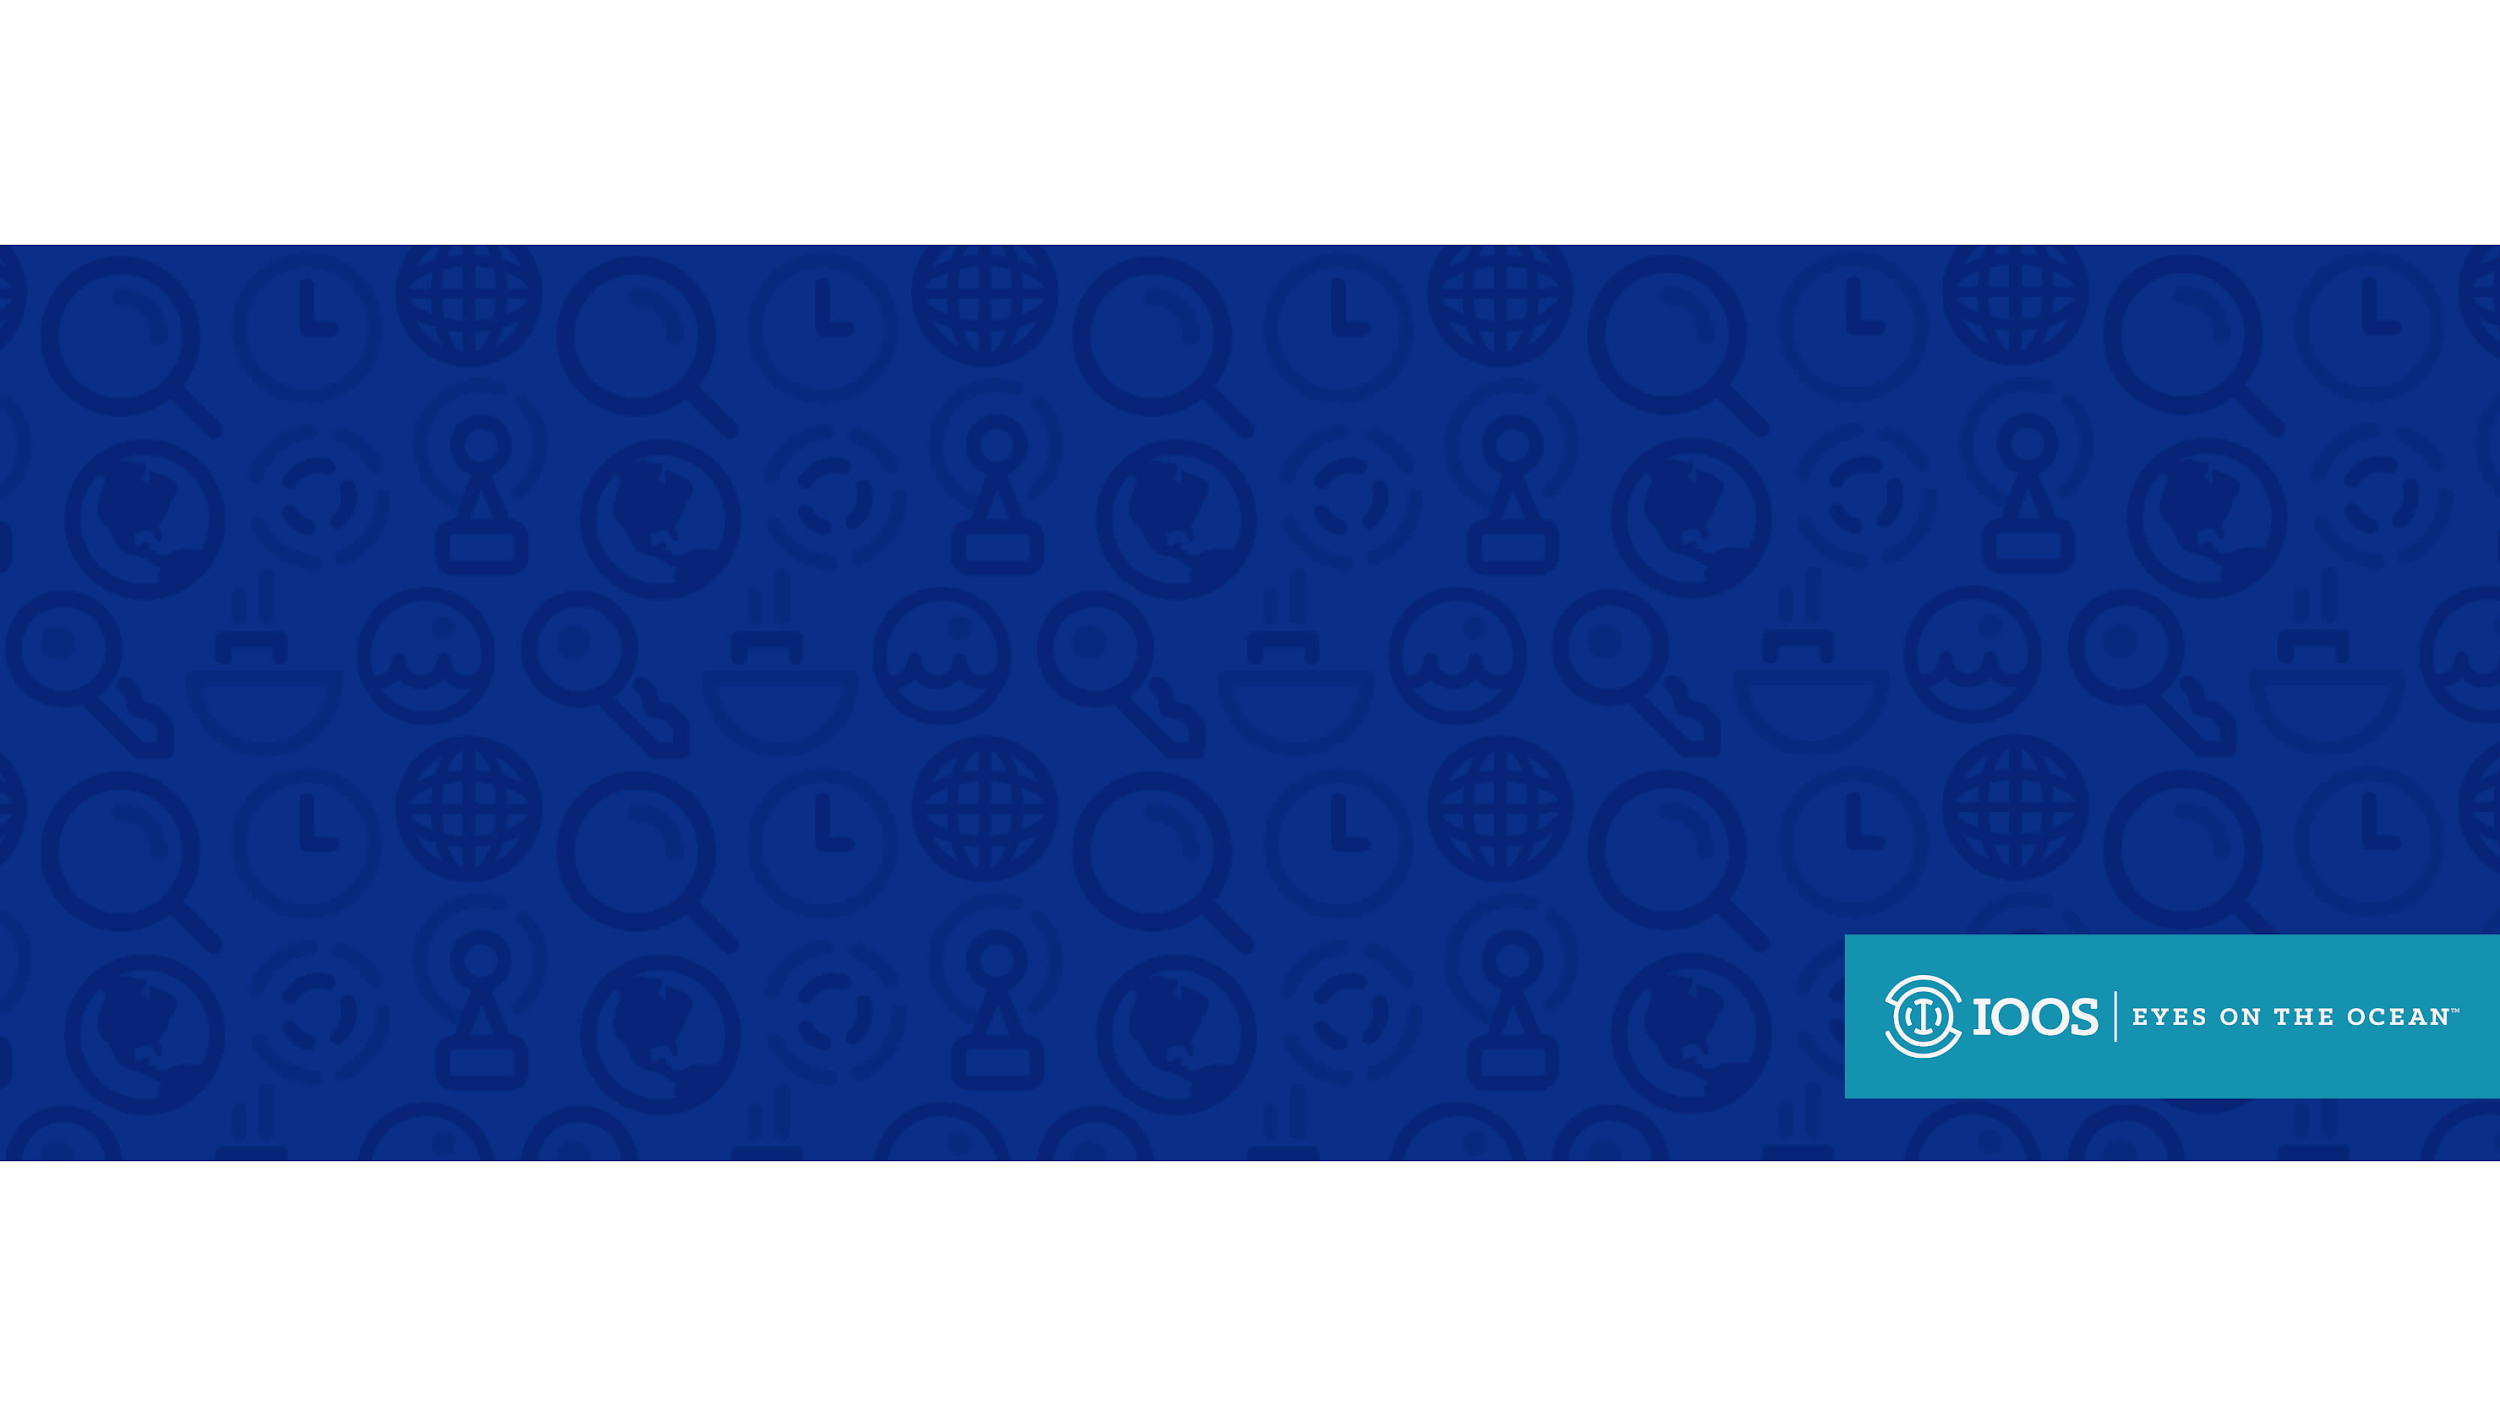 IOOS | EYES ON THE OCEAN™